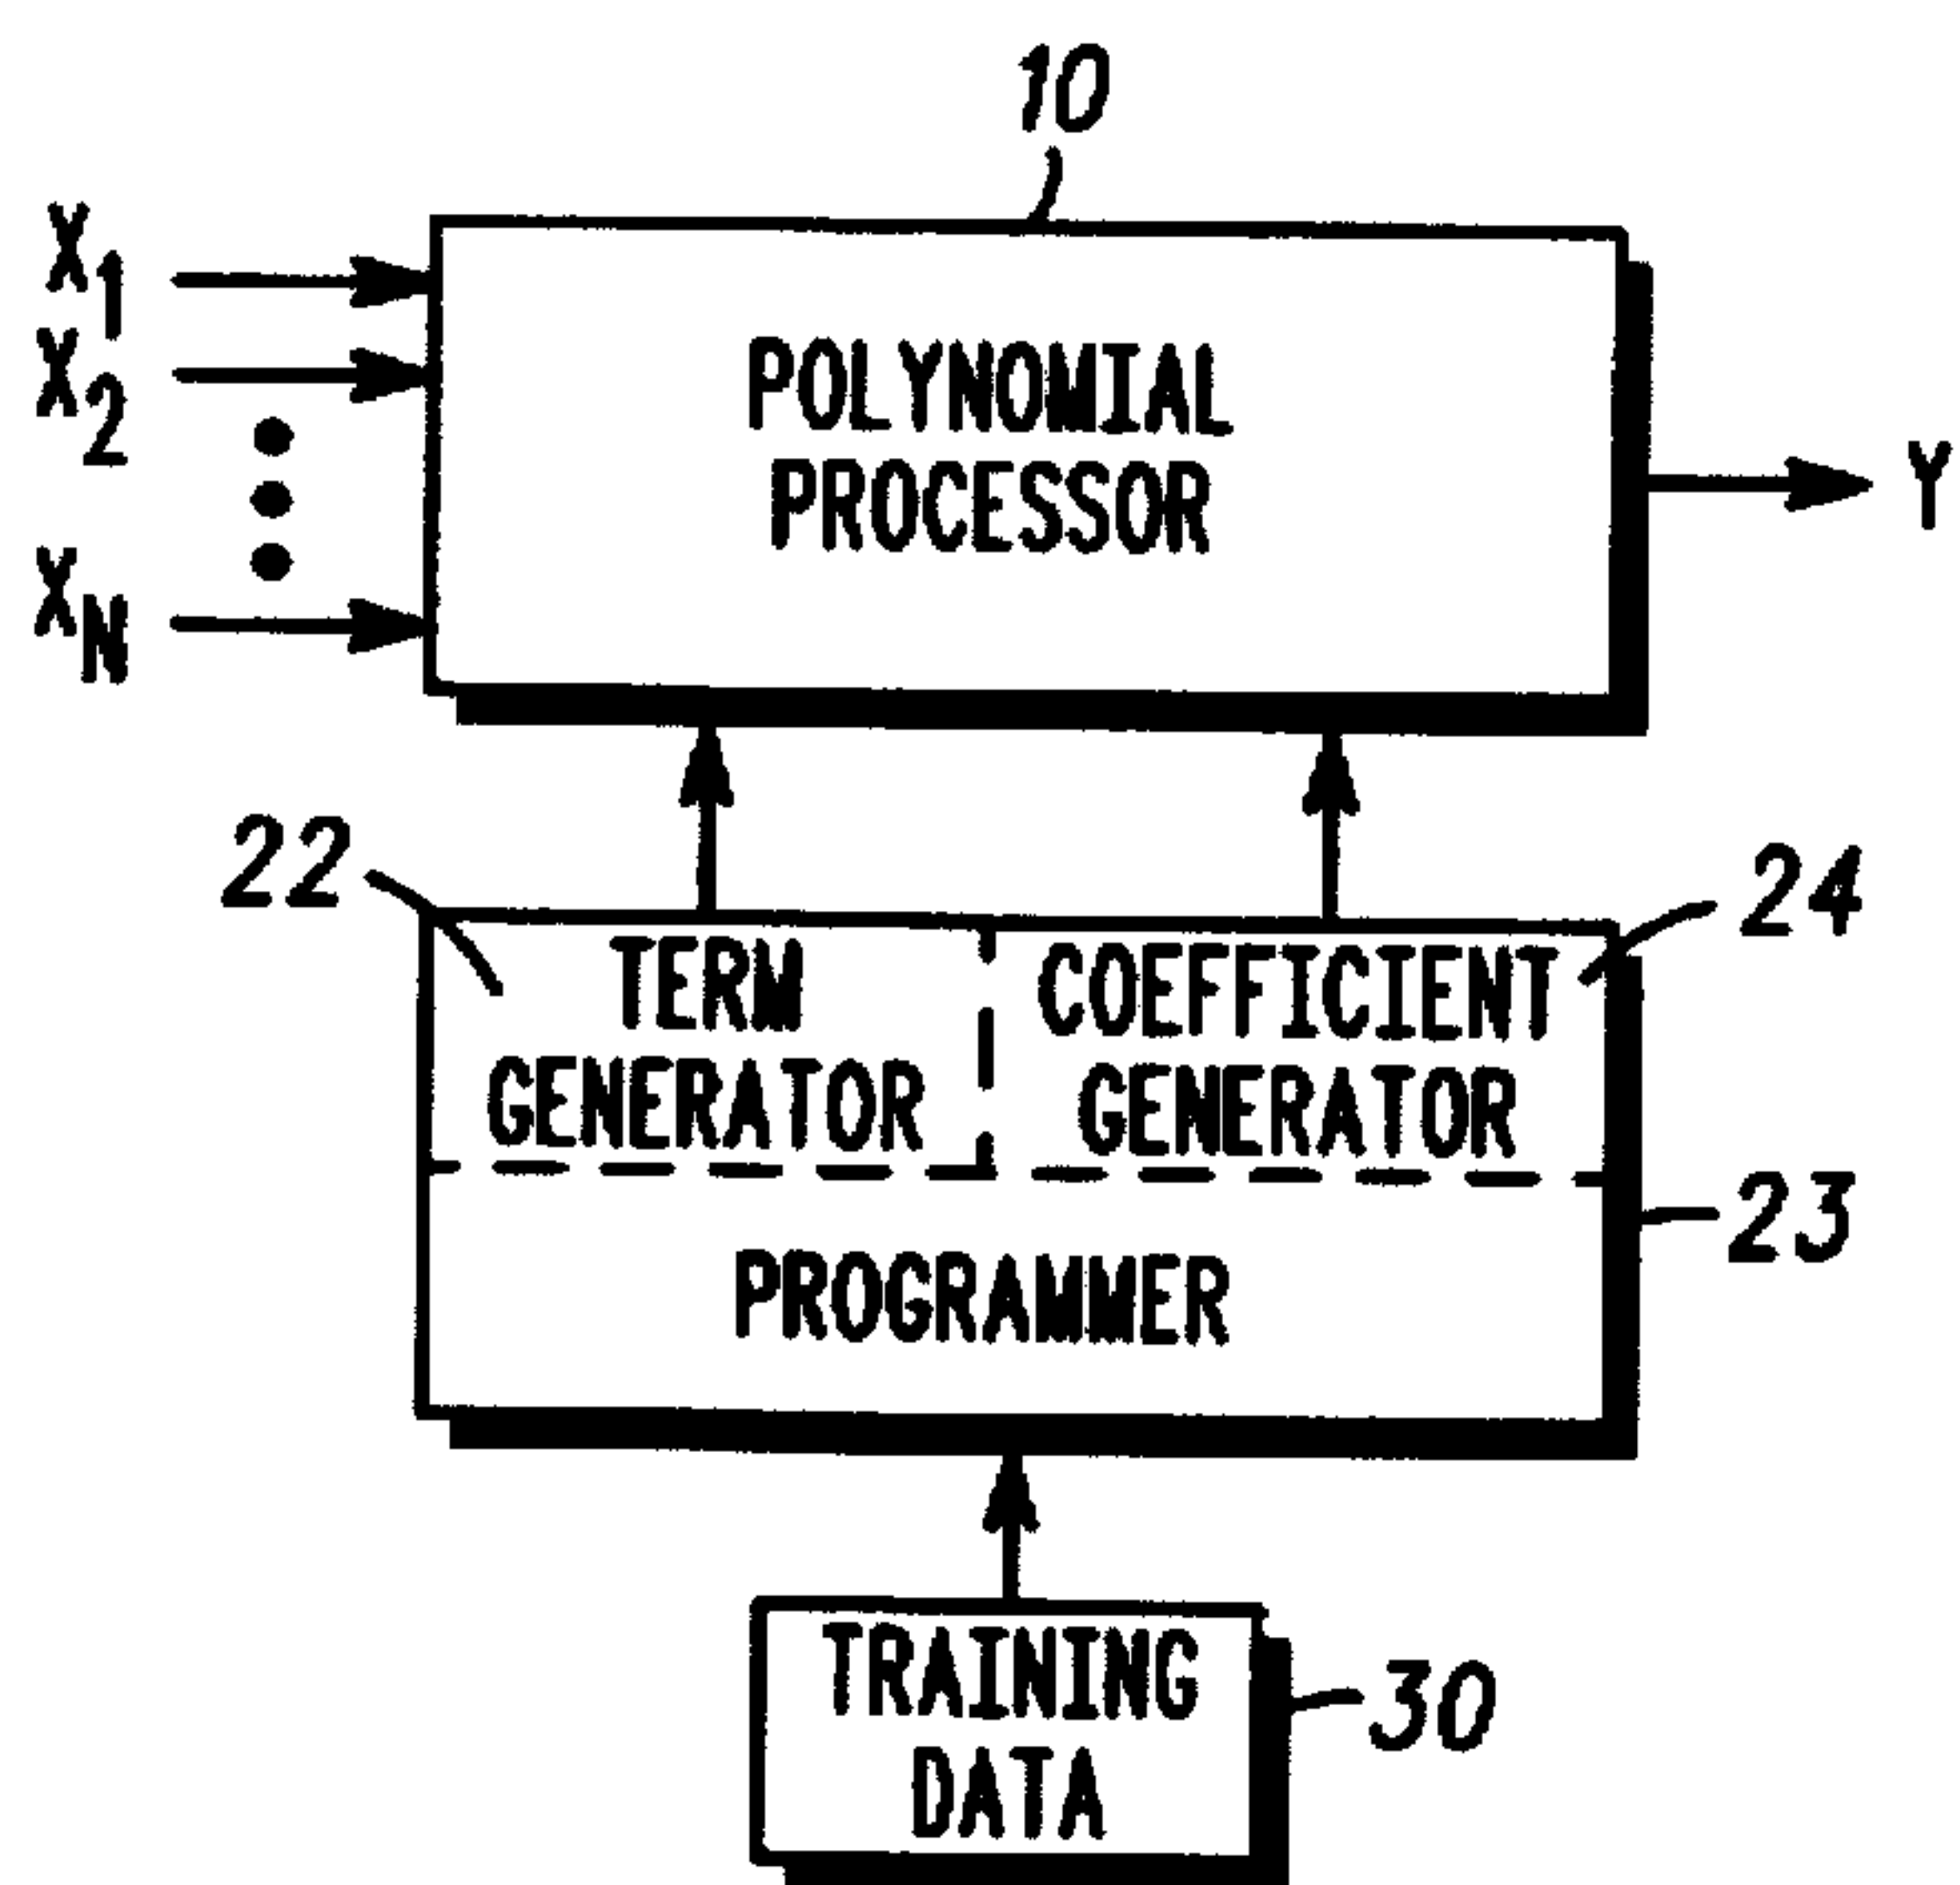 10
X1
X2
XN
POLYNOMIAL
PROCESSOR
Y
22
24
TERM
GENERATOR
COEFFICIENT
GENERATOR
23
PROGRAMMER
TRAINING
DATA
30